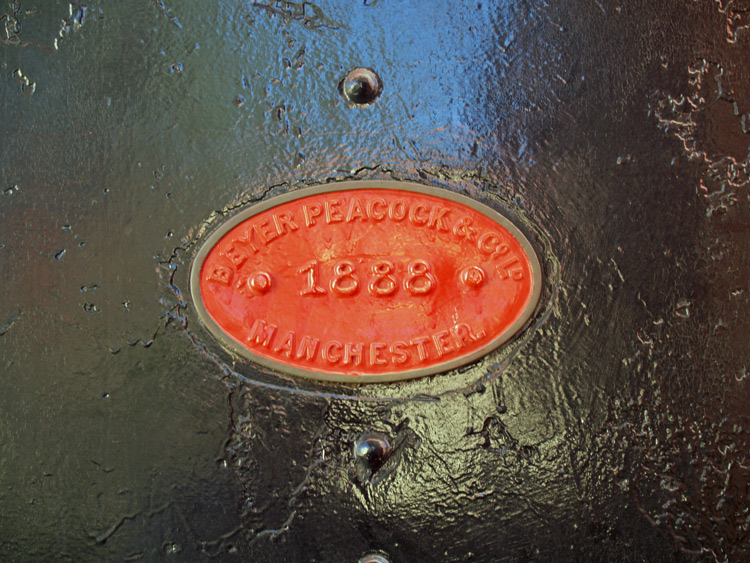 BEYER PEACOCK & Co LD
1888
MANCHESTER.